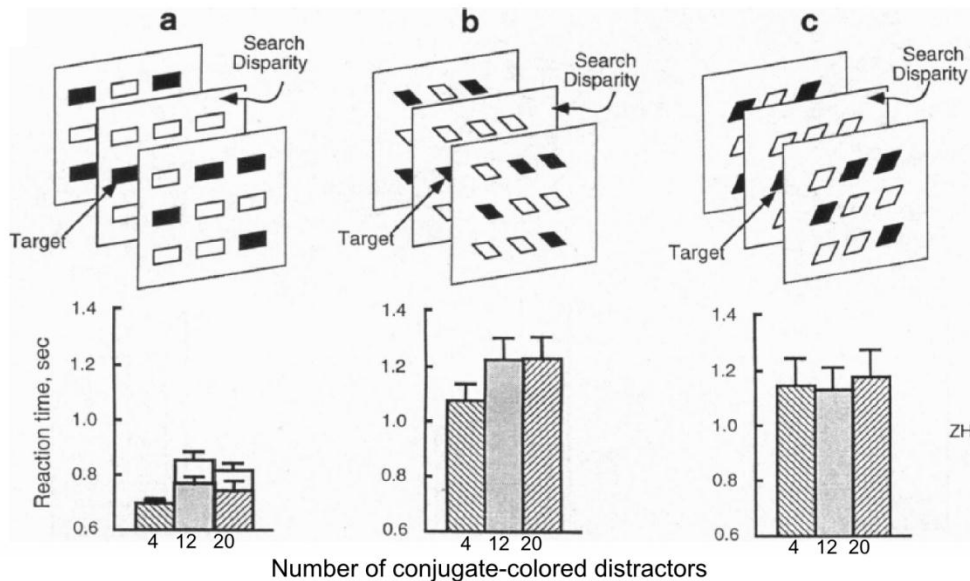 a
b
c
Search
Disparity
Search
Disparity
Search
Disparity
Target
Target
Target
Reaction time, sec
1.4
1.2
1.0
0.8
0.6
4 12 20
1.4
1.2
1.0
0.8
0.6
4 12 20
1.4
1.2
1.0
0.8
0.6
4 12 20
ZH
Number of conjugate-colored distractors